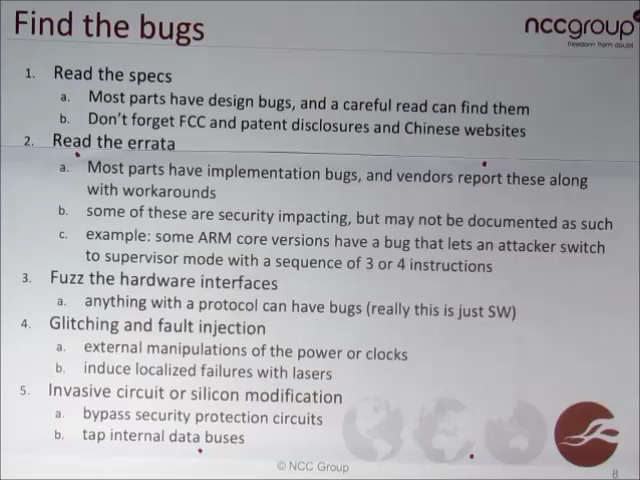 Find the bugs
nccgroup
freedom from doubt
1. Read the specs
a. Most parts have design bugs, and a careful read can find them
b. Don't forget FCC and patent disclosures and Chinese websites
2. Read the errata
a. Most parts have implementation bugs, and vendors report these along
with workarounds
b. some of these are security impacting, but may not be documented as such
c. example: some ARM core versions have a bug that lets an attacker switch
to supervisor mode with a sequence of 3 or 4 instructions
3. Fuzz the hardware interfaces
a. anything with a protocol can have bugs (really this is just SW)
4. Glitching and fault injection
a. external manipulations of the power or clocks
b. induce localized failures with lasers
5. Invasive circuit or silicon modification
a. bypass security protection circuits
b. tap internal data buses
© NCC Group
8